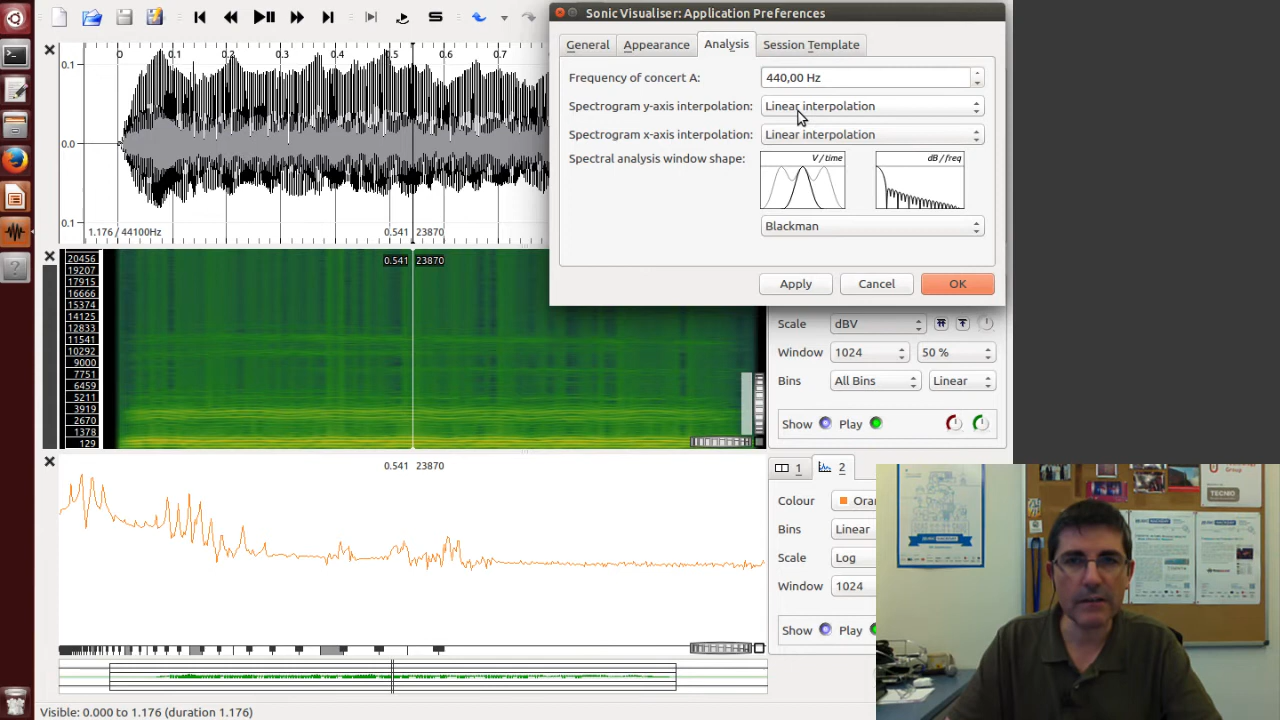 Sonic Visualiser: Application Preferences
General
Appearance
Analysis
Session Template
Frequency of concert A:
440,00 Hz
Spectrogram y-axis interpolation:
Linear interpolation
Spectrogram x-axis interpolation:
Linear interpolation
Spectral analysis window shape:
V / time
dB / freq
Blackman
Apply
Cancel
OK
0
0.1
0.2
0.3
0.4
0.5
0.6
0.7
0.1
0.0
0.1
1.176 / 44100Hz
0.541
23870
20456
19207
17915
16666
15374
14125
12833
11541
10292
9000
7751
6459
5211
3919
2670
1378
129
0.541
23870
Scale
dBV
Window
1024
50 %
Bins
All Bins
Linear
Show
Play
0.541
23870
1
2
Colour
Oran
Bins
Linear
Scale
Log
Window
1024
Show
Play
TECNIO
Visible: 0.000 to 1.176 (duration 1.176)